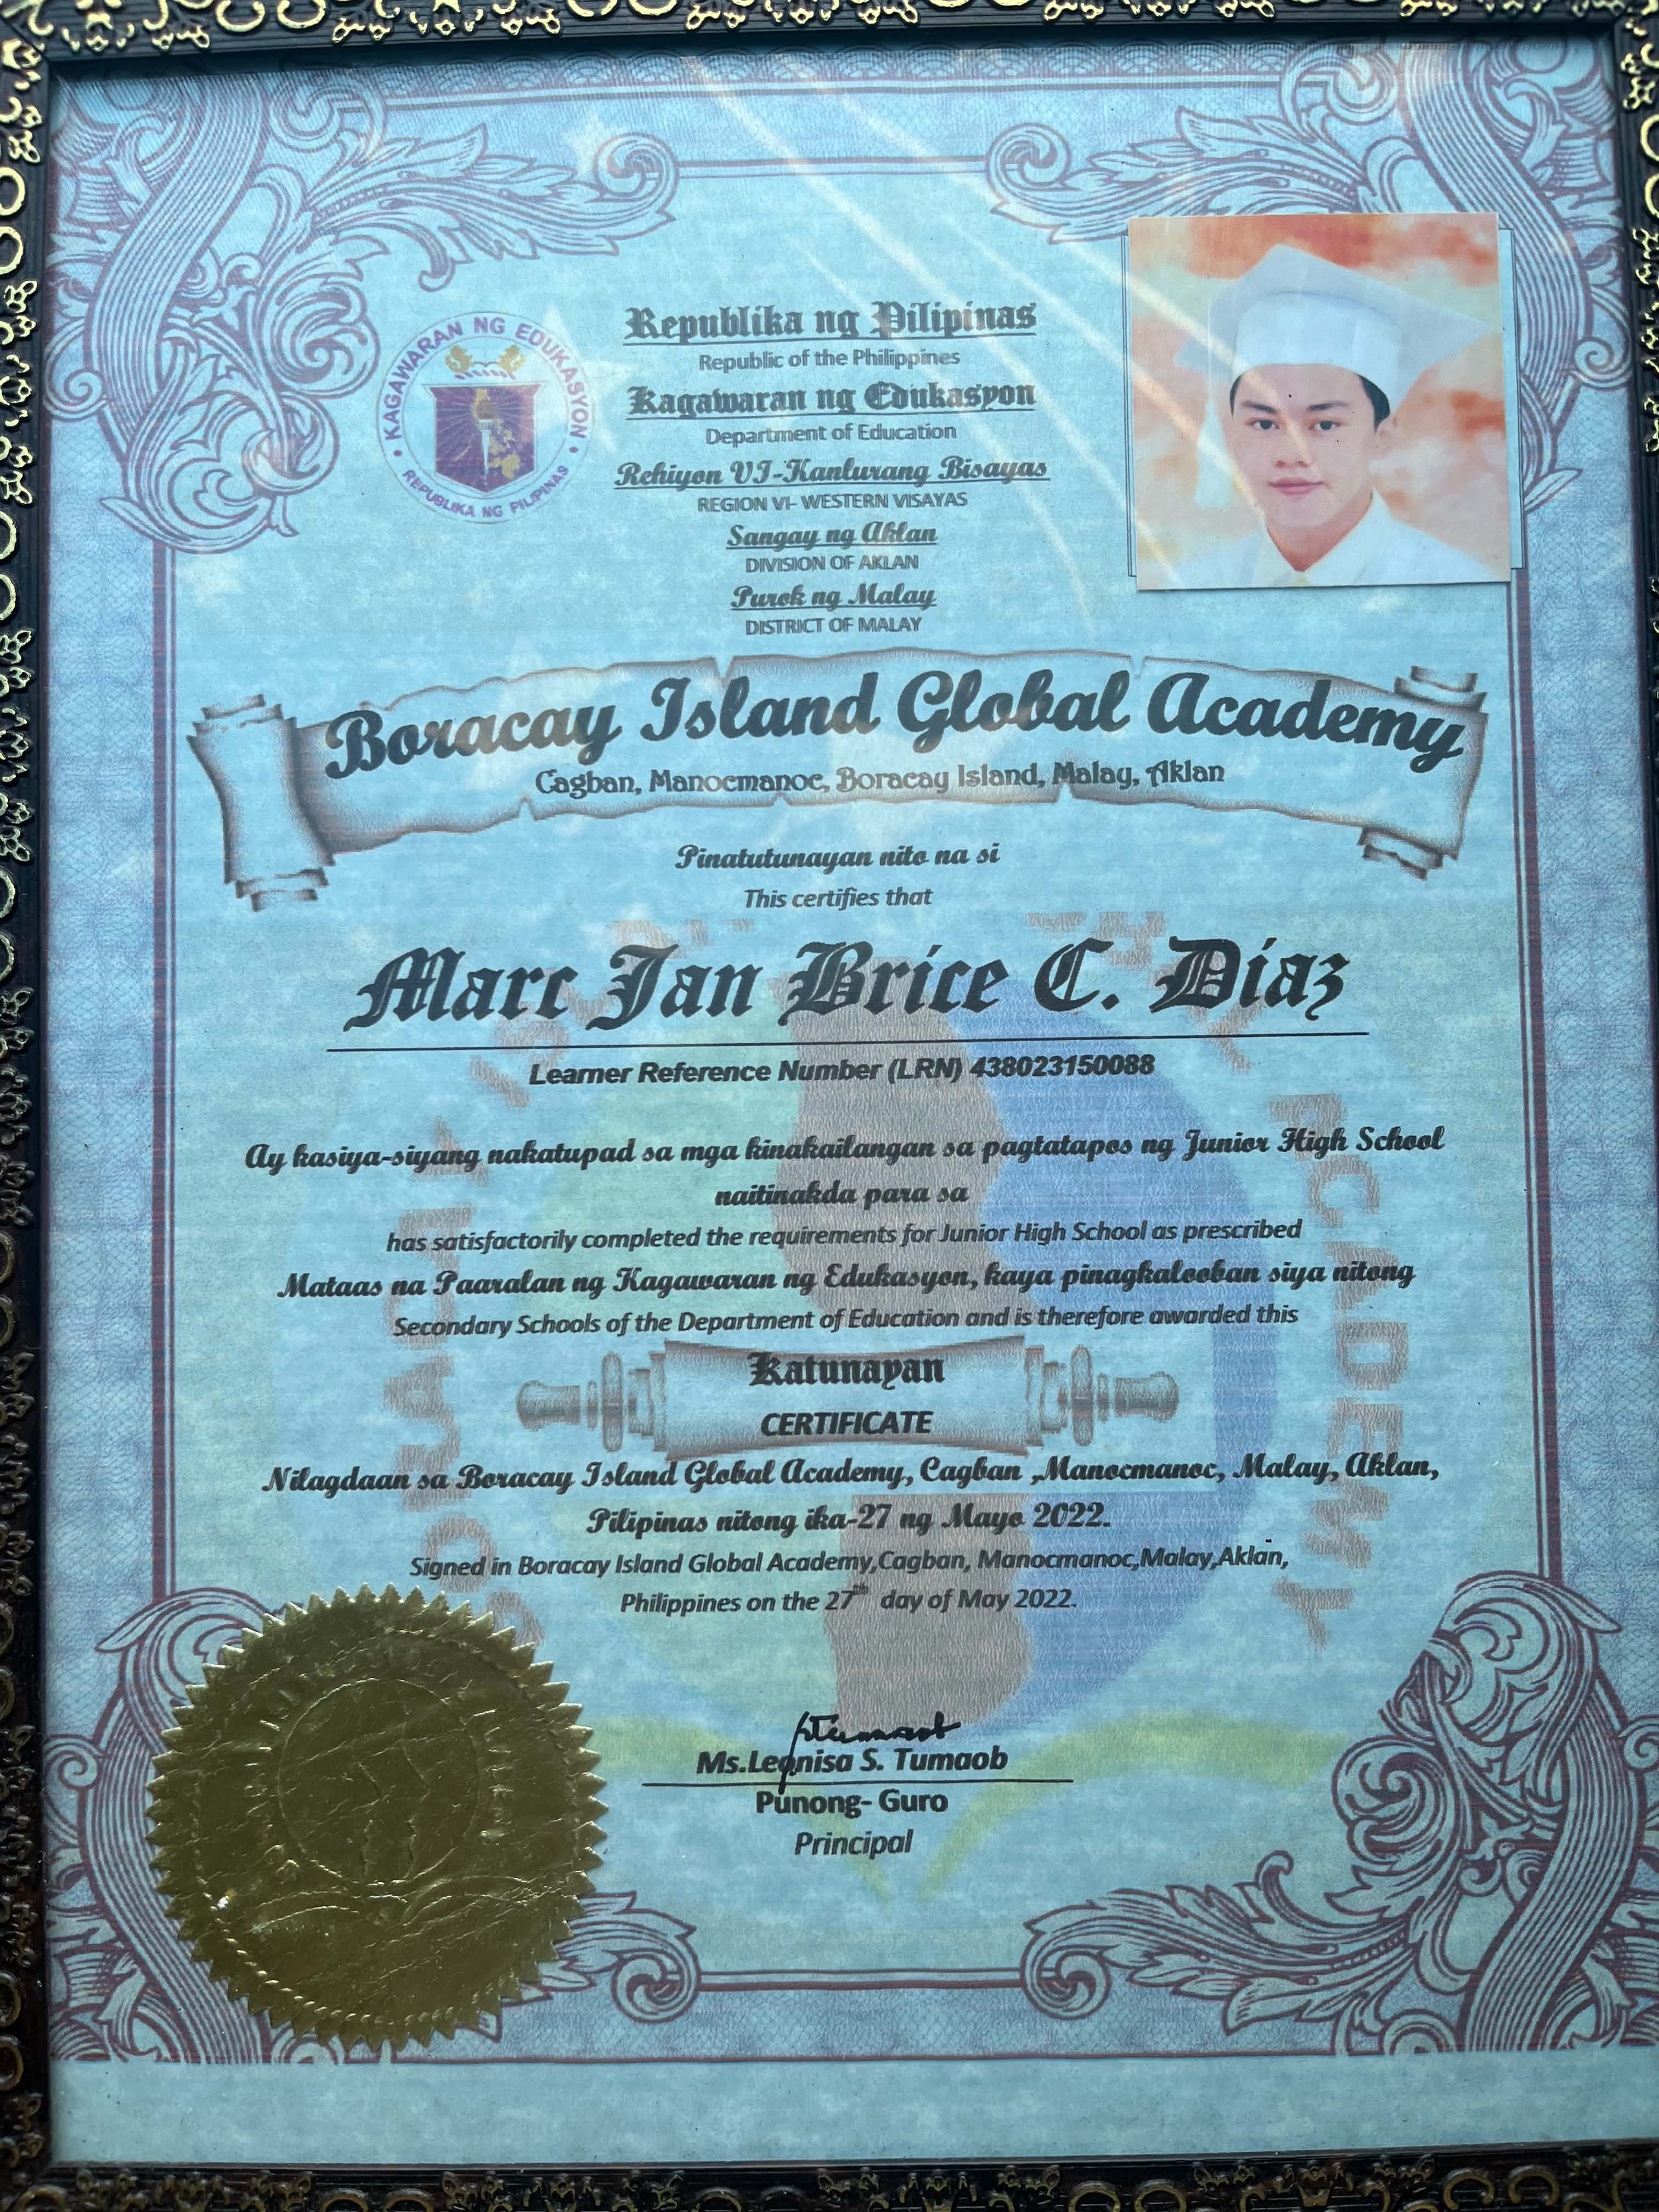 KAGAWARAN NG EDUKASYON
REPUBLIKA NG PILIPINAS
Republika ng Pilipinas
Republic of the Philippines
Kagawaran ng Edukasyon
Department of Education
Rehiyon VI-Kanlurang Bisayas
REGION VI- WESTERN VISAYAS
Sangay ng Aklan
DIVISION OF AKLAN
Purok ng Malay
DISTRICT OF MALAY
Boracay Island Global Academy
Cagban, Manocmanoc, Boracay Island, Malay, Aklan
Pinatutunayan nito na si
This certifies that
Marc Jan Brice C. Diaz
Learner Reference Number (LRN) 438023150088
Ay kasiya-siyang nakatupad sa mga kinakailangan sa pagtatapos ng Junior High School
naitinakda para sa
has satisfactorily completed the requirements for Junior High School as prescribed
Mataas na Paaralan ng Kagawaran ng Edukasyon, kaya pinagkalooban siya nitong
Secondary Schools of the Department of Education and is therefore awarded this
Katunayan
CERTIFICATE
Nilagdaan sa Boracay Island Global Academy, Cagban ,Manocmanoc, Malay, Aklan,
Pilipinas nitong ika-27 ng Mayo 2022.
Signed in Boracay Island Global Academy,Cagban, Manocmanoc,Malay,Aklan,
Philippines on the 27th day of May 2022.
Ms.Leonisa S. Tumaob
Punong- Guro
Principal